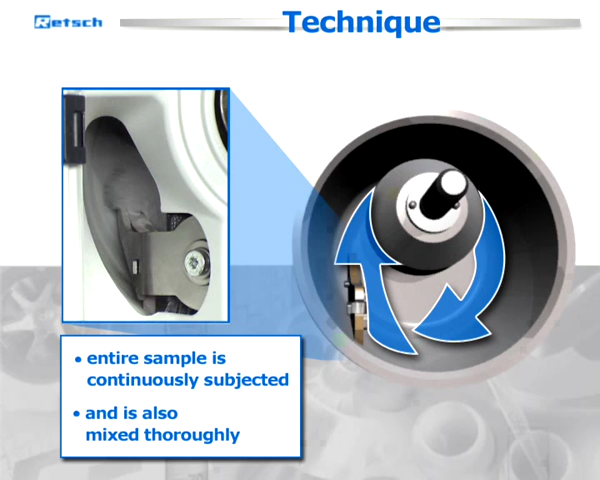 Retsch
Technique
• entire sample is
continuously subjected
• and is also
mixed thoroughly